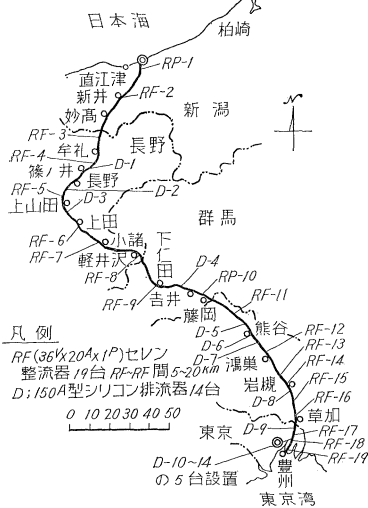 日本海
柏崎
RP-1
直江津
新井
RF-2
妙髙
新潟
RF-3
牟礼
長野
RF-4
D-1
篠ノ井
長野
RF-5
D-2
上山田
D-3
群馬
上田
RF-6
小諸
下仁田
RF-7
軽井沢
D-4
RF-8
RP-10
RF-9
吉井
RF-11
藤岡
D-5
熊谷
RF-12
D-6
RF-13
D-7
鴻巣
RF-14
岩槻
D-8
RF-15
RF-16
草加
D-9
RF-17
東京
RF-18
RF-19
D-10~14
の5台設置
豊州
東京湾
凡例
RF(36V×20A×1P)セレン
整流器19台RF-RF間5~20km
D;150A型シリコン排流器14台
0 10 20 30 40 50
N